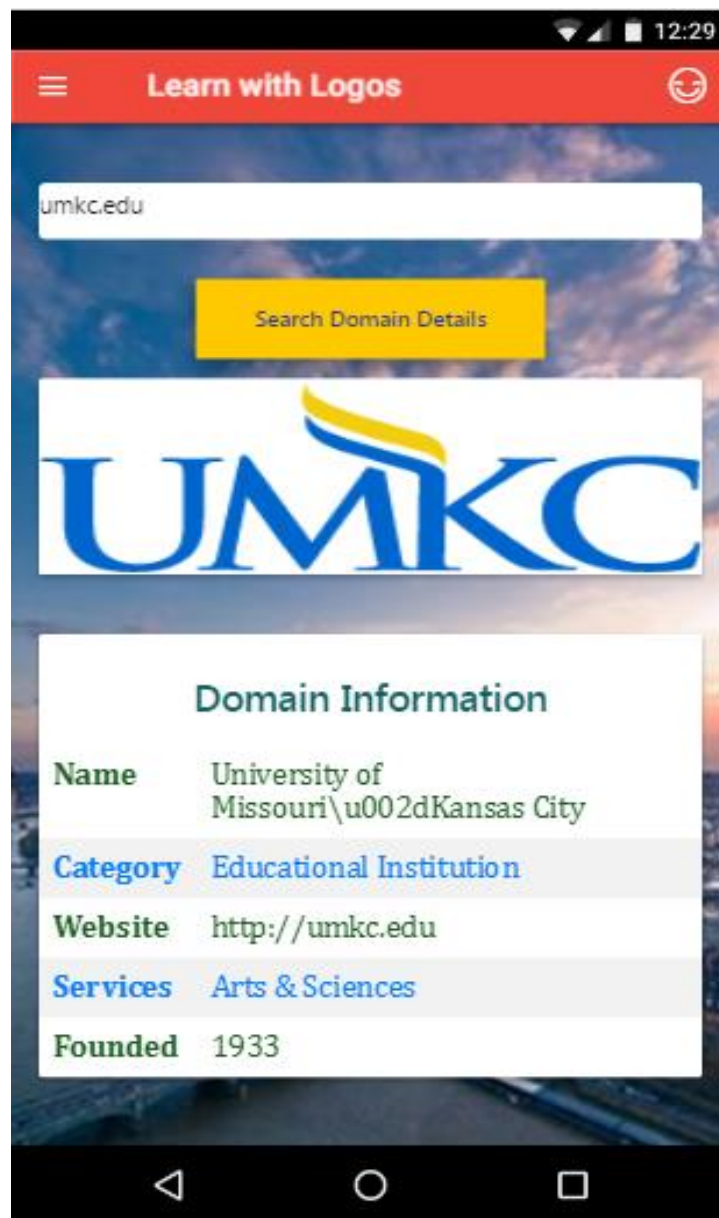 12:29
Learn with Logos
umkc.edu
Search Domain Details
UMKC
Domain Information
Name University of
Missouri\u002dKansas City
Category Educational Institution
Website http://umkc.edu
Services Arts & Sciences
Founded 1933